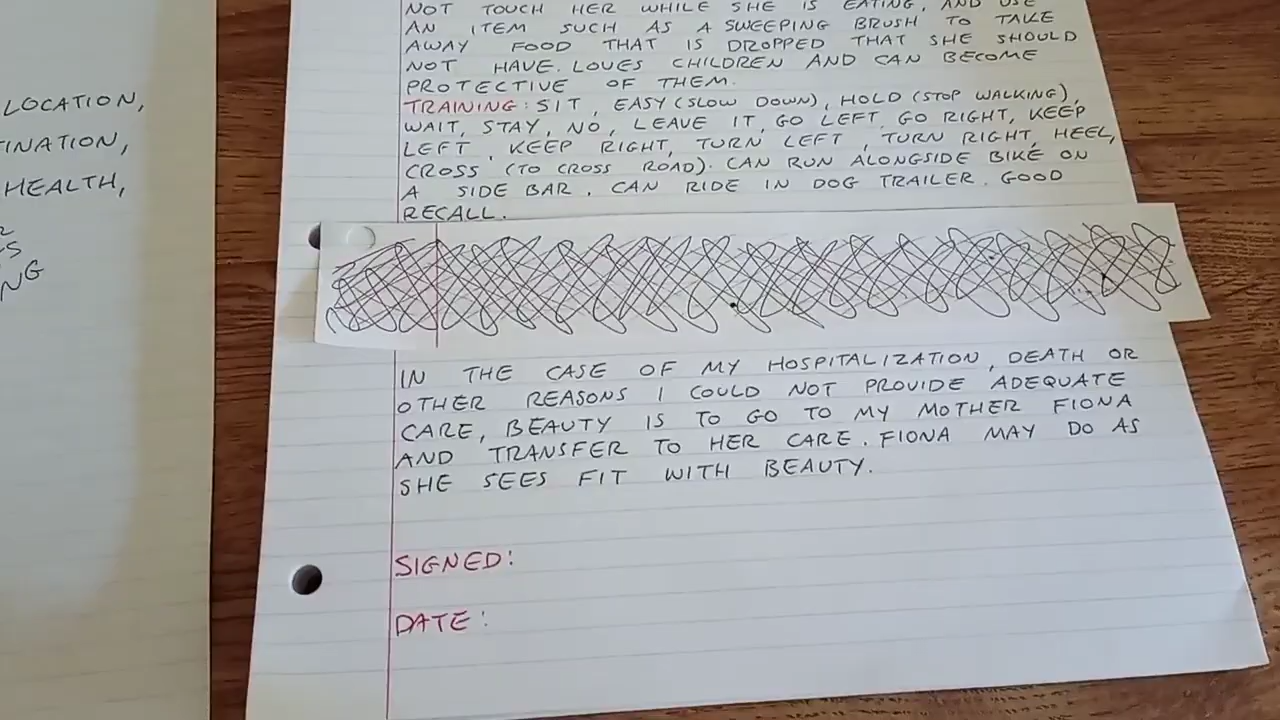 LOCATION,
INATION,
HEALTH,
S
NG
NOT TOUCH HER WHILE SHE IS EATING, AND USE
AN ITEM SUCH AS A SWEEPING BRUSH TO TAKE
AWAY FOOD THAT IS DROPPED THAT SHE SHOULD
NOT HAVE. LOVES CHILDREN AND CAN BECOME
PROTECTIVE OF THEM.
TRAINING: SIT, EASY (SLOW DOWN), HOLD (STOP WALKING),
WAIT, STAY, NO, LEAVE IT, GO LEFT, GO RIGHT, KEEP
LEFT, KEEP RIGHT, TURN LEFT, TURN RIGHT, HEEL,
CROSS (TO CROSS ROAD). CAN RUN ALONGSIDE BIKE ON
A SIDE BAR. CAN RIDE IN DOG TRAILER. GOOD
RECALL.
IN THE CASE OF MY HOSPITALIZATION, DEATH OR
OTHER REASONS I COULD NOT PROVIDE ADEQUATE
CARE, BEAUTY IS TO GO TO MY MOTHER FIONA
AND TRANSFER TO HER CARE. FIONA MAY DO AS
SHE SEES FIT WITH BEAUTY.
SIGNED:
DATE: